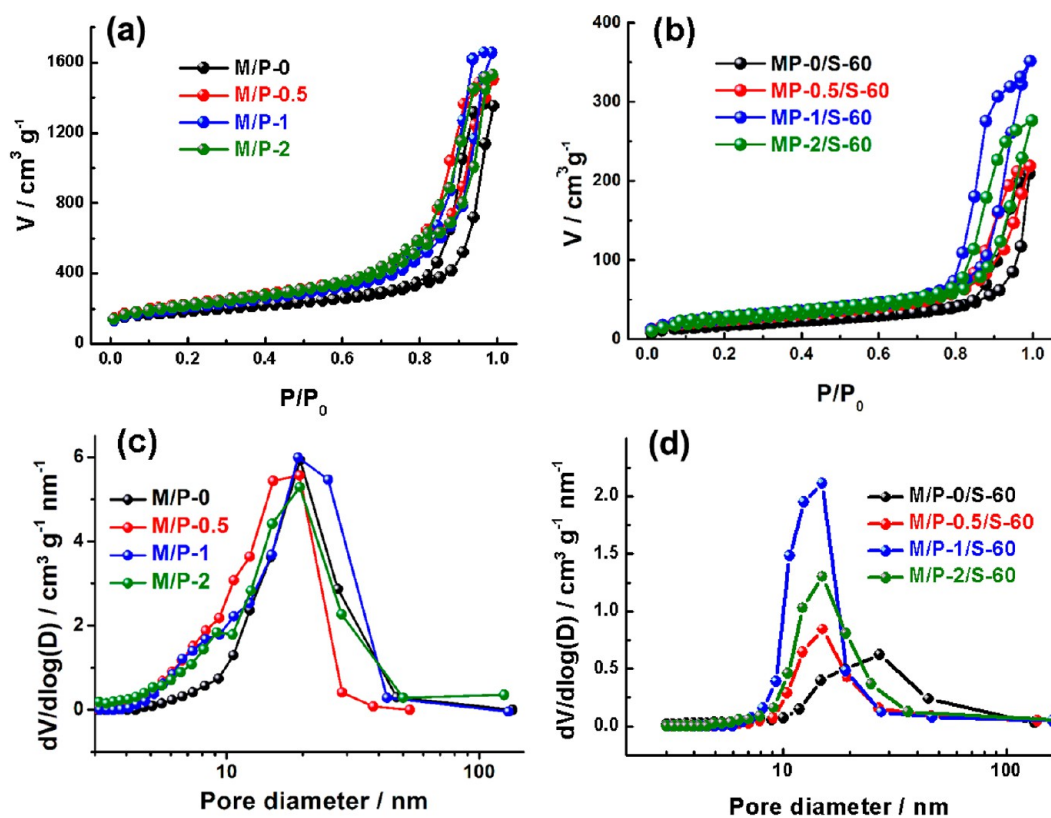 (a)
M/P-0
M/P-0.5
M/P-1
M/P-2
V / cm³ g⁻¹
1600
1200
800
400
0
0.0 0.2 0.4 0.6 0.8 1.0
P/P₀
(b)
MP-0/S-60
MP-0.5/S-60
MP-1/S-60
MP-2/S-60
V / cm³g⁻¹
400
300
200
100
0
0.0 0.2 0.4 0.6 0.8 1.0
P/P₀
(c)
M/P-0
M/P-0.5
M/P-1
M/P-2
dV/dlog(D) / cm³ g⁻¹ nm⁻¹
6
4
2
0
10 100
Pore diameter / nm
(d)
M/P-0/S-60
M/P-0.5/S-60
M/P-1/S-60
M/P-2/S-60
dV/dlog(D) / cm³ g⁻¹ nm⁻¹
2.0
1.5
1.0
0.5
0.0
10 100
Pore diameter / nm